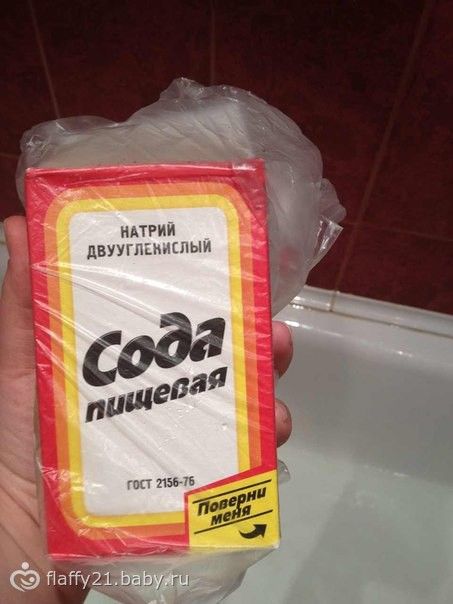 НАТРИЙ
ДВУУГЛЕКИСЛЫЙ
Сода
пищевая
ГОСТ 2156-76
Поверни
меня
flaffy21.baby.ru